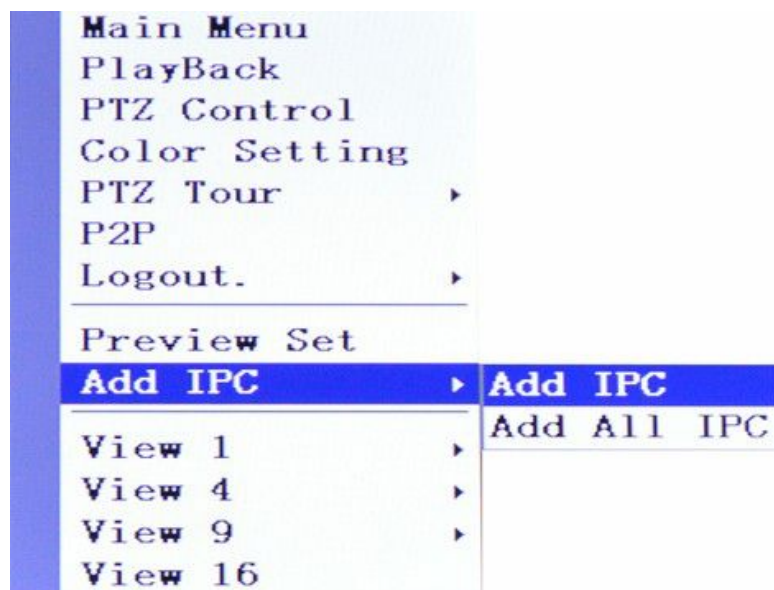 Main Menu
PlayBack
PTZ Control
Color Setting
PTZ Tour
P2P
Logout.
Preview Set
Add IPC
Add IPC
Add All IPC
View 1
View 4
View 9
View 16